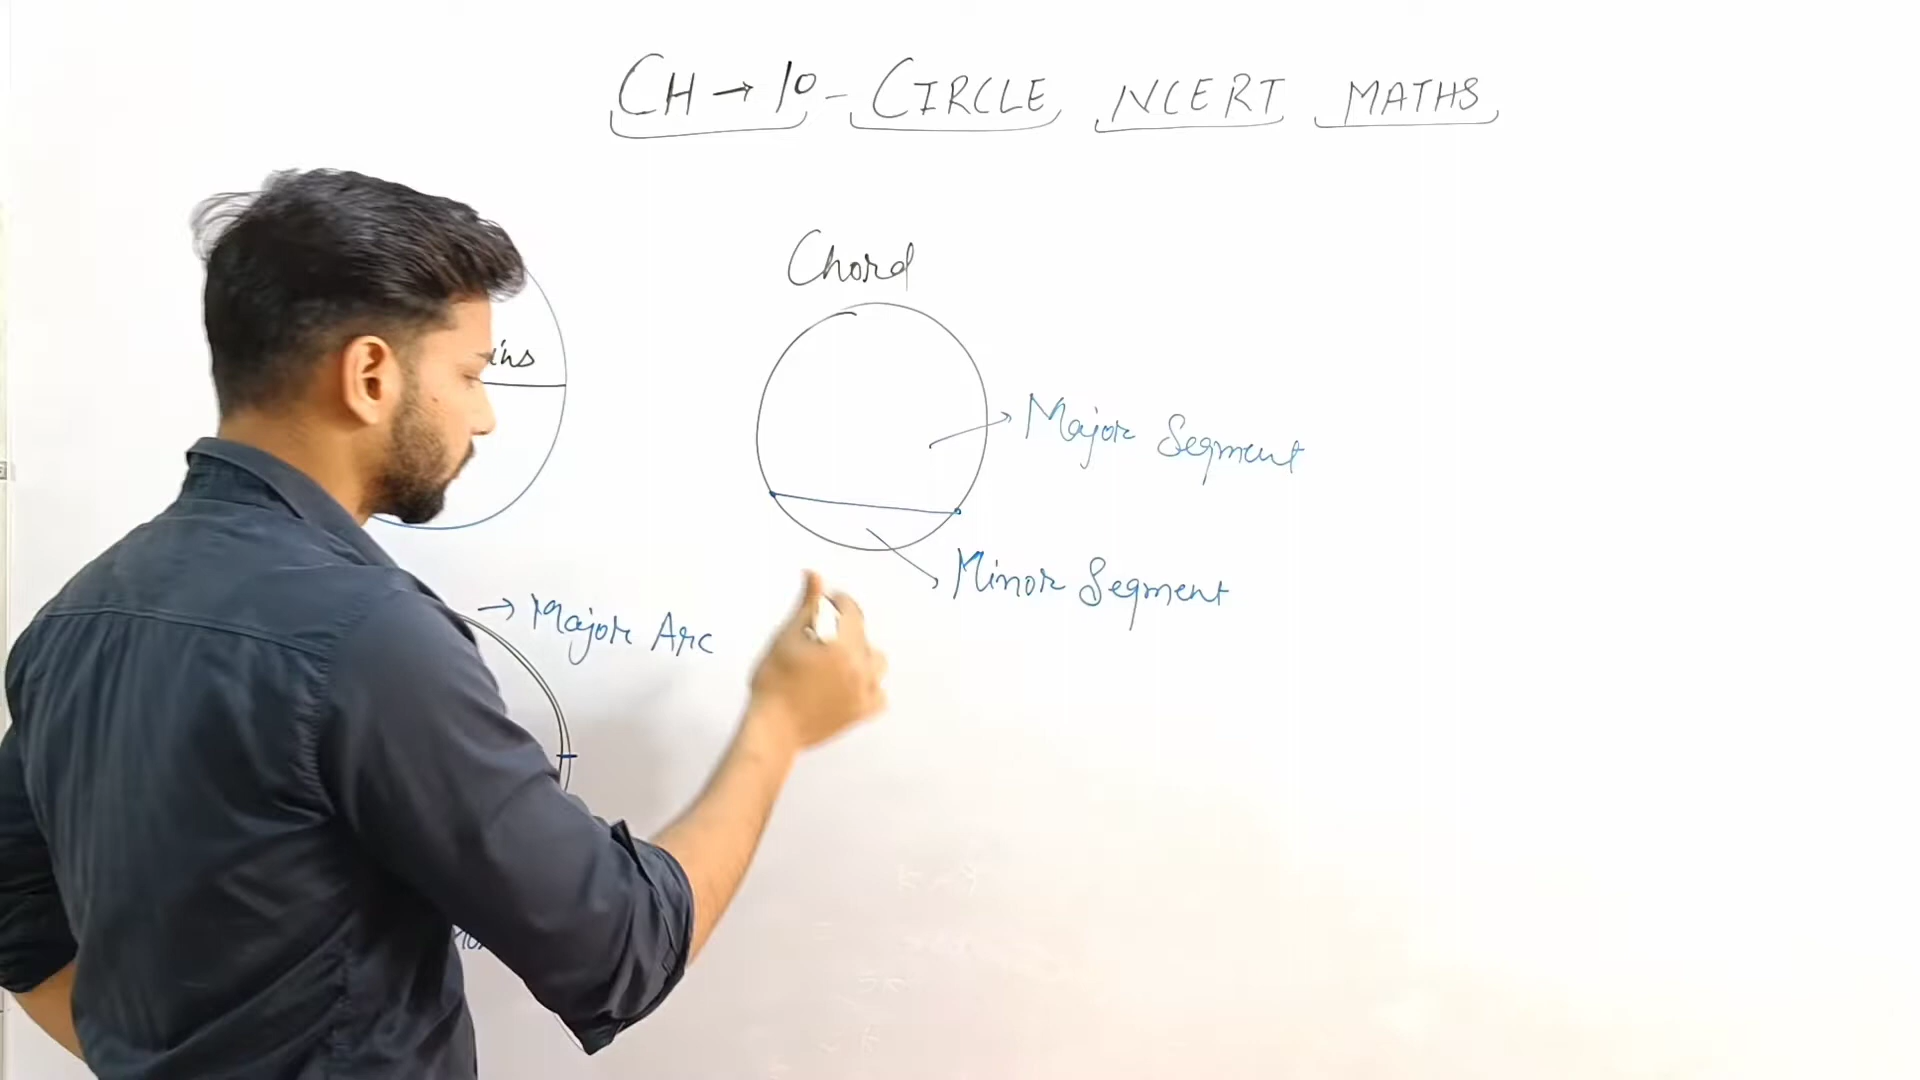 CH → 10 - CIRCLE NCERT MATHS
Chord
Major Segment
Minor Segment
→ Major Arc